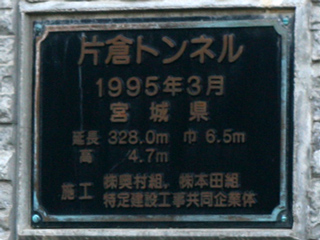 片倉トンネル
1995年3月
宮城県
延長 328.0m 巾 6.5m
高 4.7m
施工 ㈱奥村組、㈱本田組
特定建設工事共同企業体